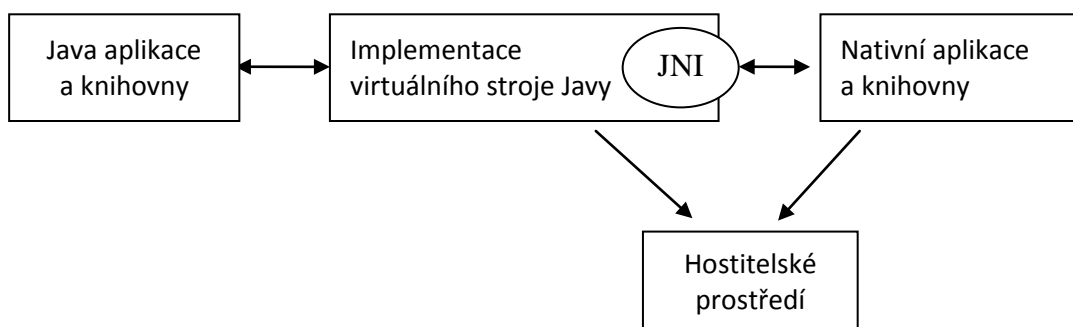 Java aplikace
a knihovny
Implementace
virtuálního stroje Javy
JNI
Nativní aplikace
a knihovny
Hostitelské
prostředí